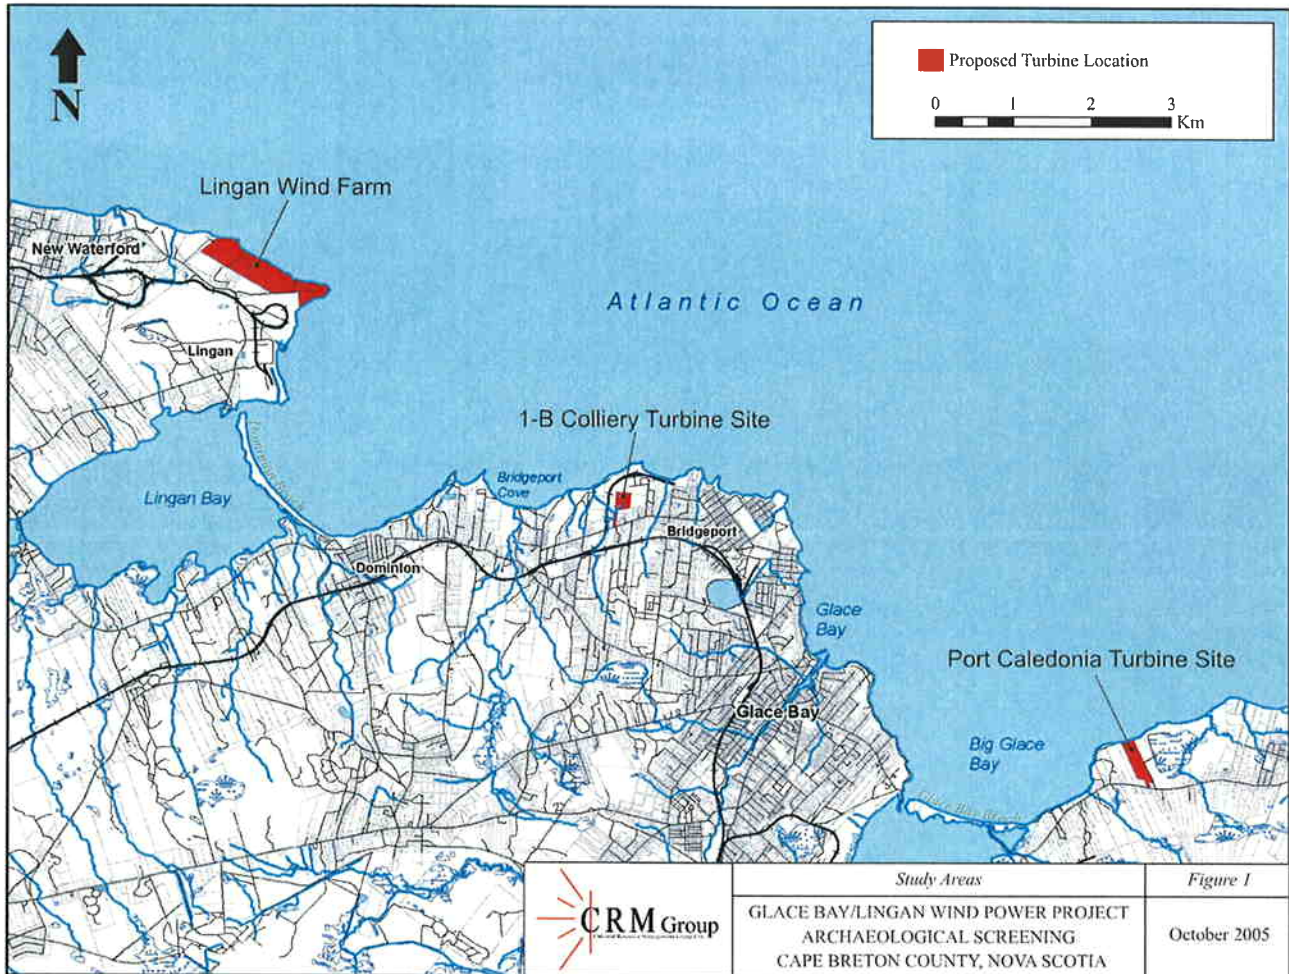 N
Proposed Turbine Location
0 1 2 3
Km
Lingan Wind Farm
New Waterford
Atlantic Ocean
Lingan
1-B Colliery Turbine Site
Lingan Bay
Bridgeport
Cove
Bridgeport
Dominion
Glace
Bay
Port Caledonia Turbine Site
Glace Bay
Big Glace
Bay
CRM Group
Study Areas
Figure 1
GLACE BAY/LINGAN WIND POWER PROJECT
ARCHAEOLOGICAL SCREENING
CAPE BRETON COUNTY, NOVA SCOTIA
October 2005